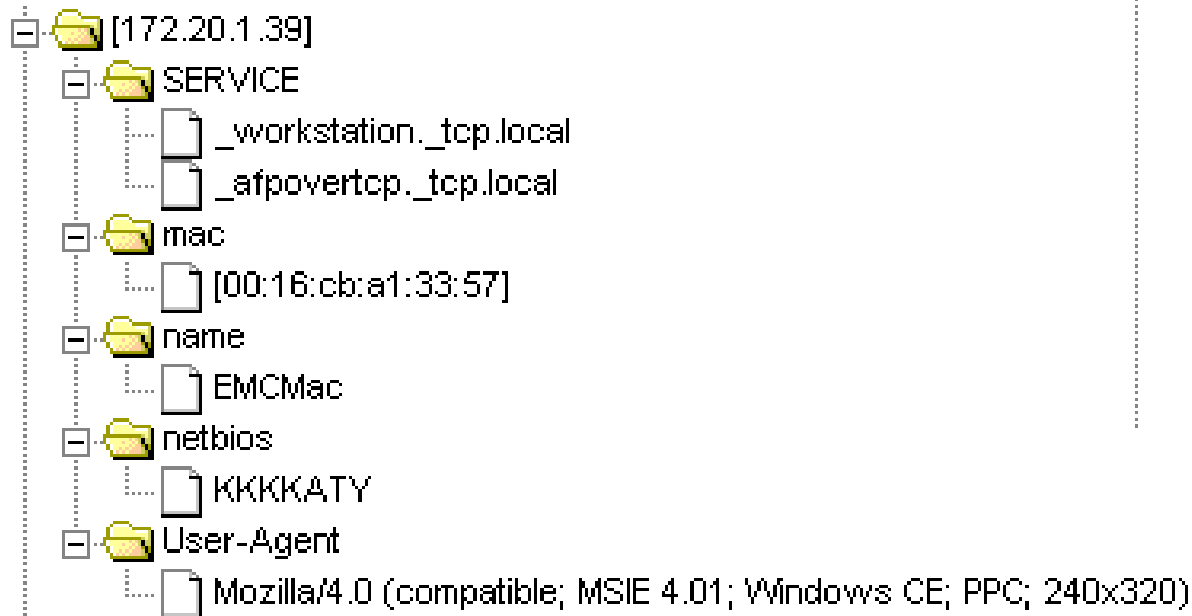 [172.20.1.39]
SERVICE
_workstation._tcp.local
_afpovertcp._tcp.local
mac
[00:16:cb:a1:33:57]
name
EMCMac
netbios
KKKKATY
User-Agent
Mozilla/4.0 (compatible; MSIE 4.01; Windows CE; PPC; 240x320)